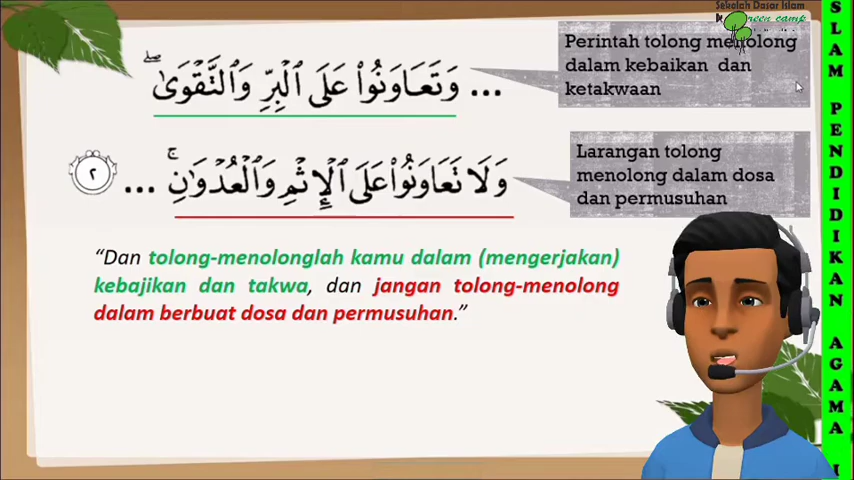 Sekolah Dasar Islam
green camp
Perintah tolong menolong
dalam kebaikan dan
ketakwaan
... وَتَعَاوَنُوا۟ عَلَى ٱلْبِرِّ وَٱلتَّقْوَىٰ ۖ
Larangan tolong
menolong dalam dosa
dan permusuhan
وَلَا تَعَاوَنُوا۟ عَلَى ٱلْإِثْمِ وَٱلْعُدْوَٰنِ ۚ ... ٢
“Dan tolong-menolonglah kamu dalam (mengerjakan)
kebajikan dan takwa, dan jangan tolong-menolong
dalam berbuat dosa dan permusuhan.”
SLAM PENDIDIKAN AGAMA I